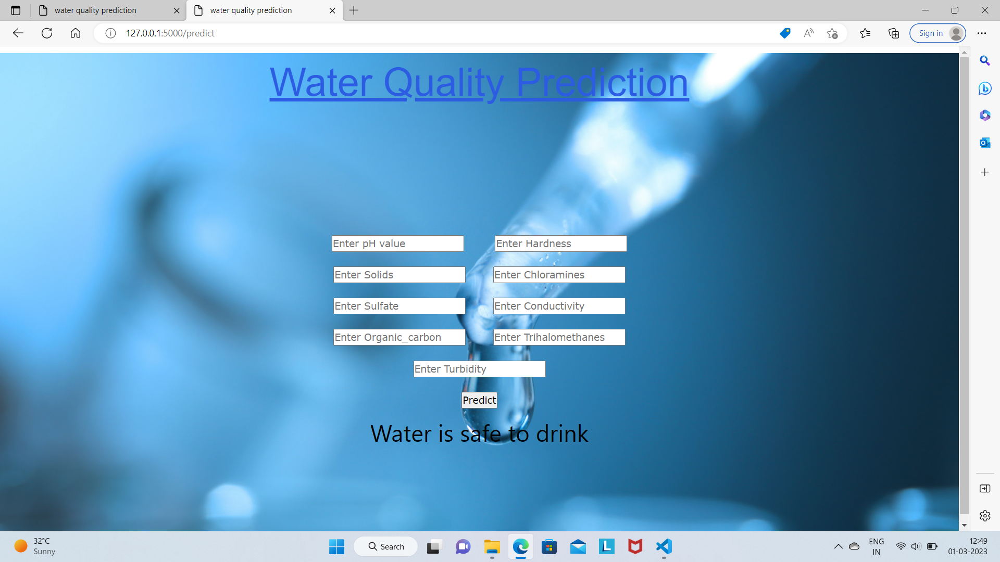 water quality prediction
water quality prediction
127.0.0.1:5000/predict
Sign in
Water Quality Prediction
Enter pH value
Enter Hardness
Enter Solids
Enter Chloramines
Enter Sulfate
Enter Conductivity
Enter Organic_carbon
Enter Trihalomethanes
Enter Turbidity
Predict
Water is safe to drink
32°C
Sunny
Search
ENG
IN
12:49
01-03-2023